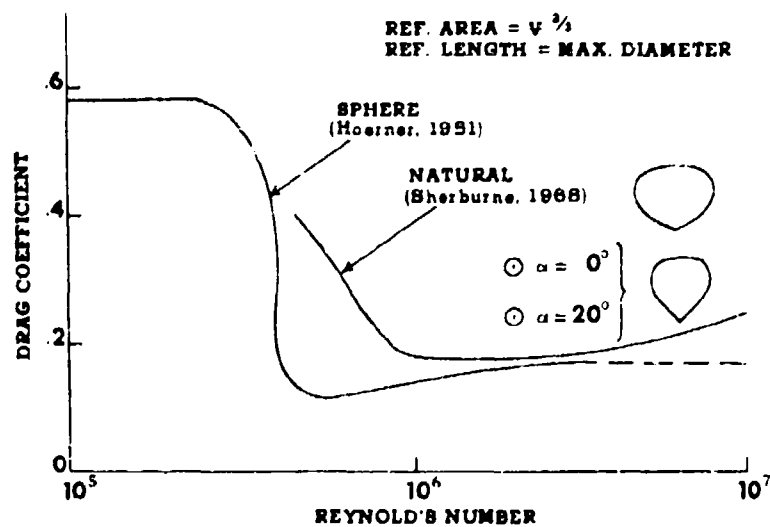 REF. AREA = V 2/3
REF. LENGTH = MAX. DIAMETER
.6
SPHERE
(Hoerner, 1951)
NATURAL
(Sherburne, 1968)
.4
α = 0°
α = 20°
.2
0
10⁵
10⁶
10⁷
DRAG COEFFICIENT
REYNOLD'S NUMBER